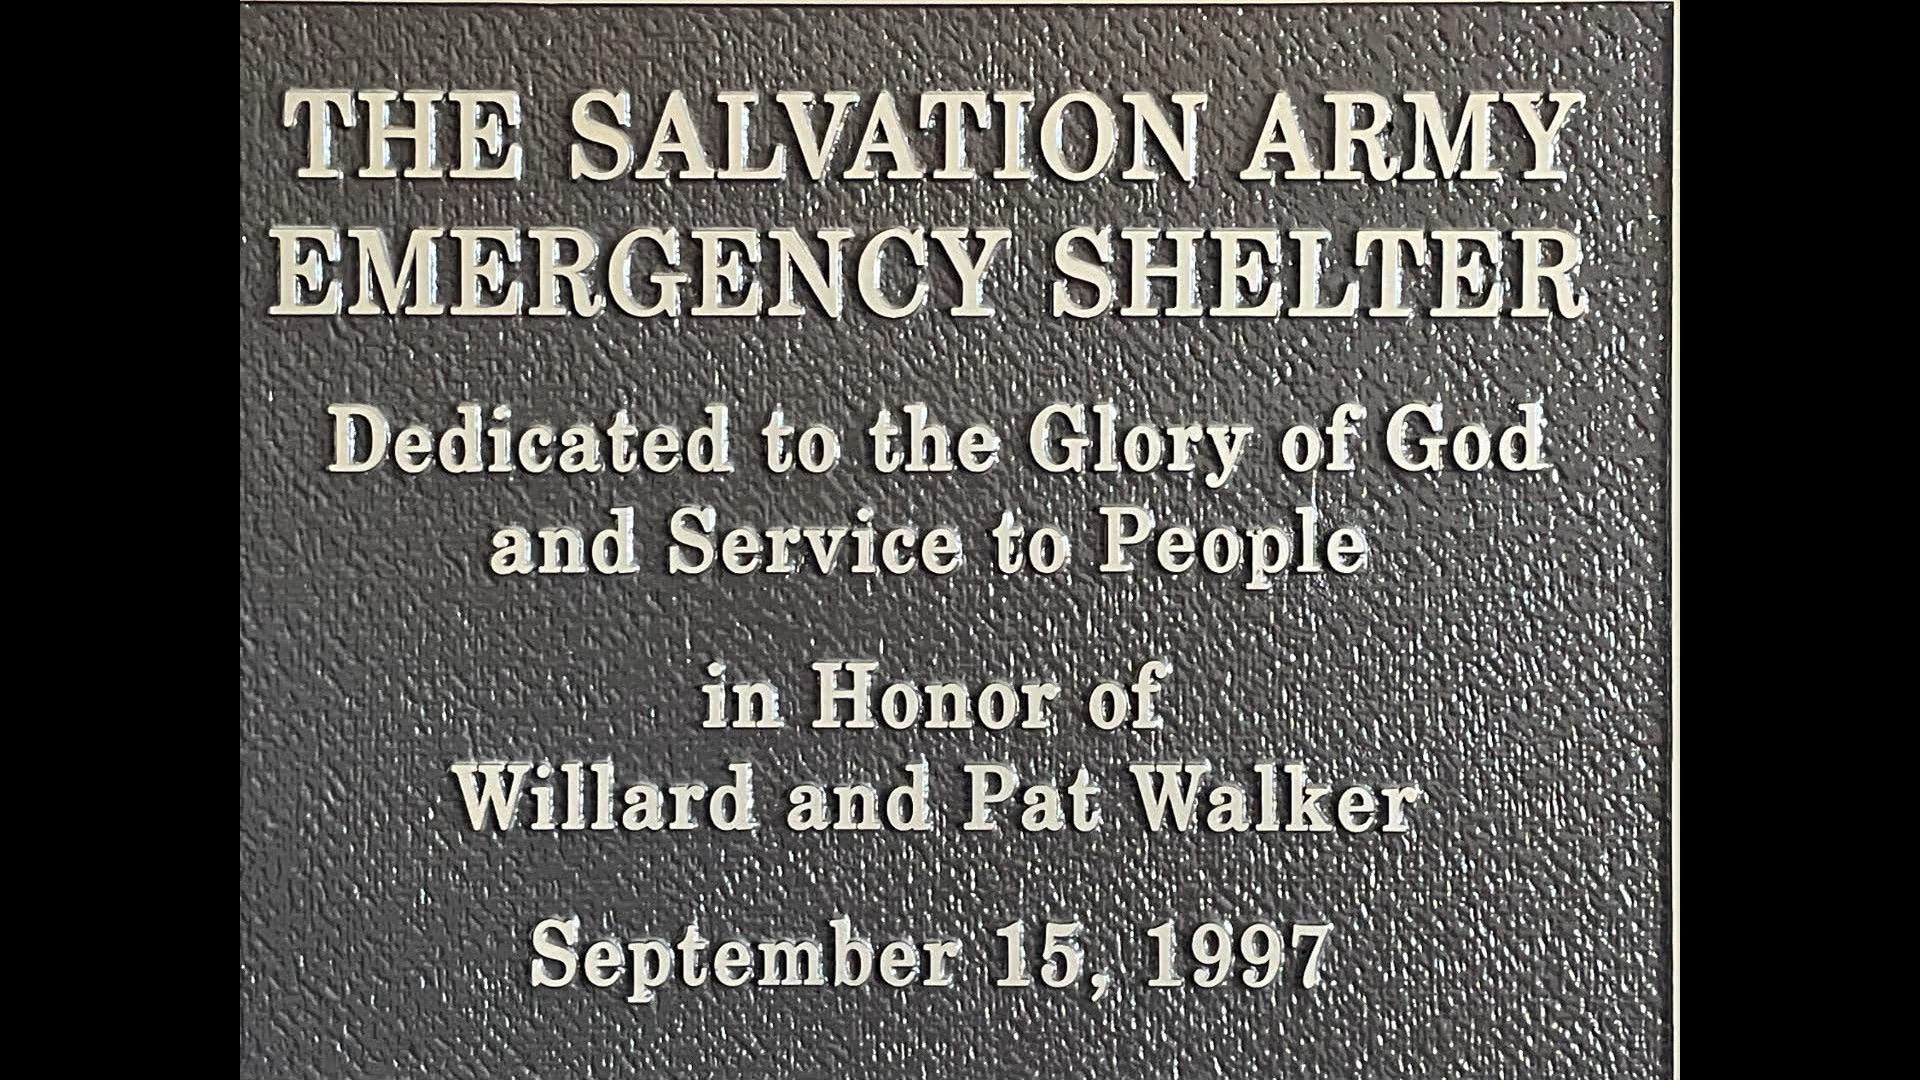 THE SALVATION ARMY
EMERGENCY SHELTER
Dedicated to the Glory of God
and Service to People
in Honor of
Willard and Pat Walker
September 15, 1997